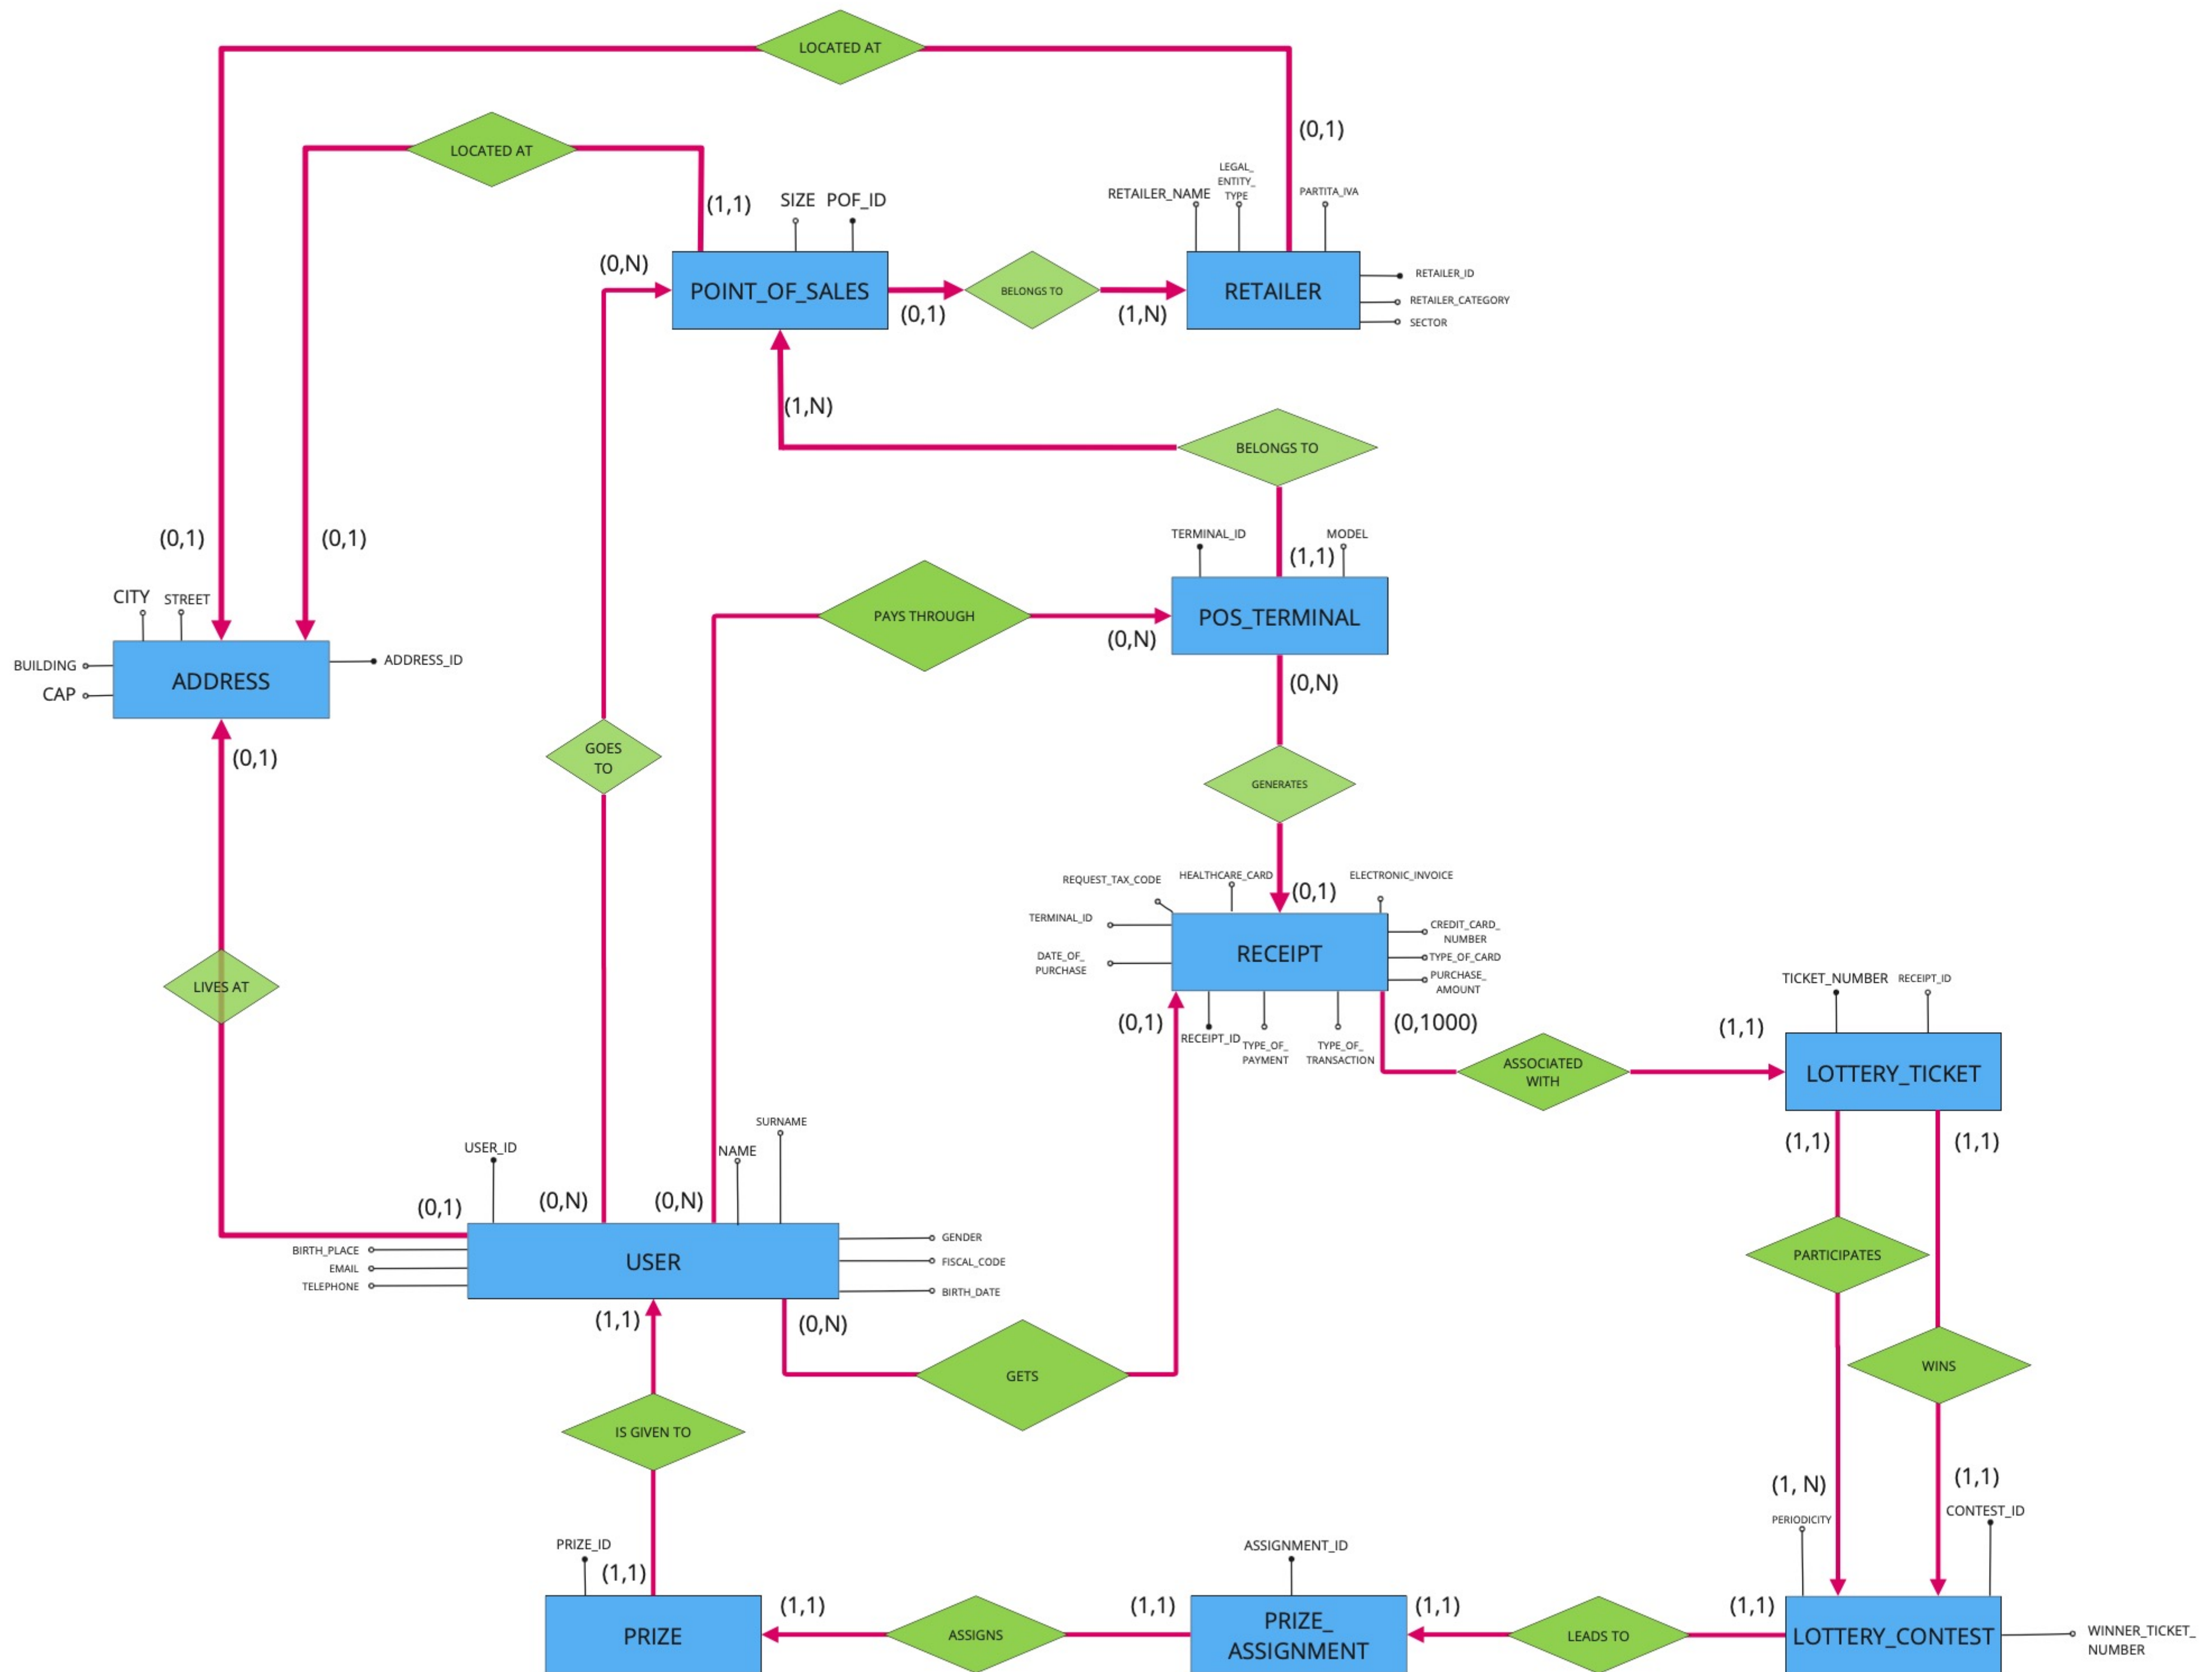 LOCATED AT
(0,1)
LOCATED AT
LEGAL_
ENTITY_
TYPE
RETAILER_NAME
PARTITA_IVA
(1,1)
SIZE
POF_ID
(0,N)
POINT_OF_SALES
BELONGS TO
RETAILER
RETAILER_ID
RETAILER_CATEGORY
SECTOR
(0,1)
(1,N)
(1,N)
BELONGS TO
(0,1)
(0,1)
TERMINAL_ID
MODEL
(1,1)
CITY
STREET
PAYS THROUGH
(0,N)
POS_TERMINAL
BUILDING
CAP
ADDRESS
ADDRESS_ID
(0,N)
(0,1)
GOES
TO
GENERATES
REQUEST_TAX_CODE
HEALTHCARE_CARD
(0,1)
ELECTRONIC_INVOICE
TERMINAL_ID
DATE_OF_
PURCHASE
RECEIPT
CREDIT_CARD_
NUMBER
TYPE_OF_CARD
PURCHASE_
AMOUNT
LIVES AT
(0,1)
RECEIPT_ID
TYPE_OF_
PAYMENT
TYPE_OF_
TRANSACTION
(0,1000)
ASSOCIATED
WITH
(1,1)
TICKET_NUMBER
RECEIPT_ID
LOTTERY_TICKET
(1,1)
(1,1)
USER_ID
NAME
SURNAME
(0,1)
(0,N)
(0,N)
BIRTH_PLACE
EMAIL
TELEPHONE
USER
GENDER
FISCAL_CODE
BIRTH_DATE
PARTICIPATES
WINS
(1,1)
(0,N)
GETS
IS GIVEN TO
(1, N)
(1,1)
PERIODICITY
CONTEST_ID
PRIZE_ID
(1,1)
ASSIGNMENT_ID
PRIZE
(1,1)
ASSIGNS
(1,1)
PRIZE_
ASSIGNMENT
(1,1)
LEADS TO
(1,1)
LOTTERY_CONTEST
WINNER_TICKET_
NUMBER